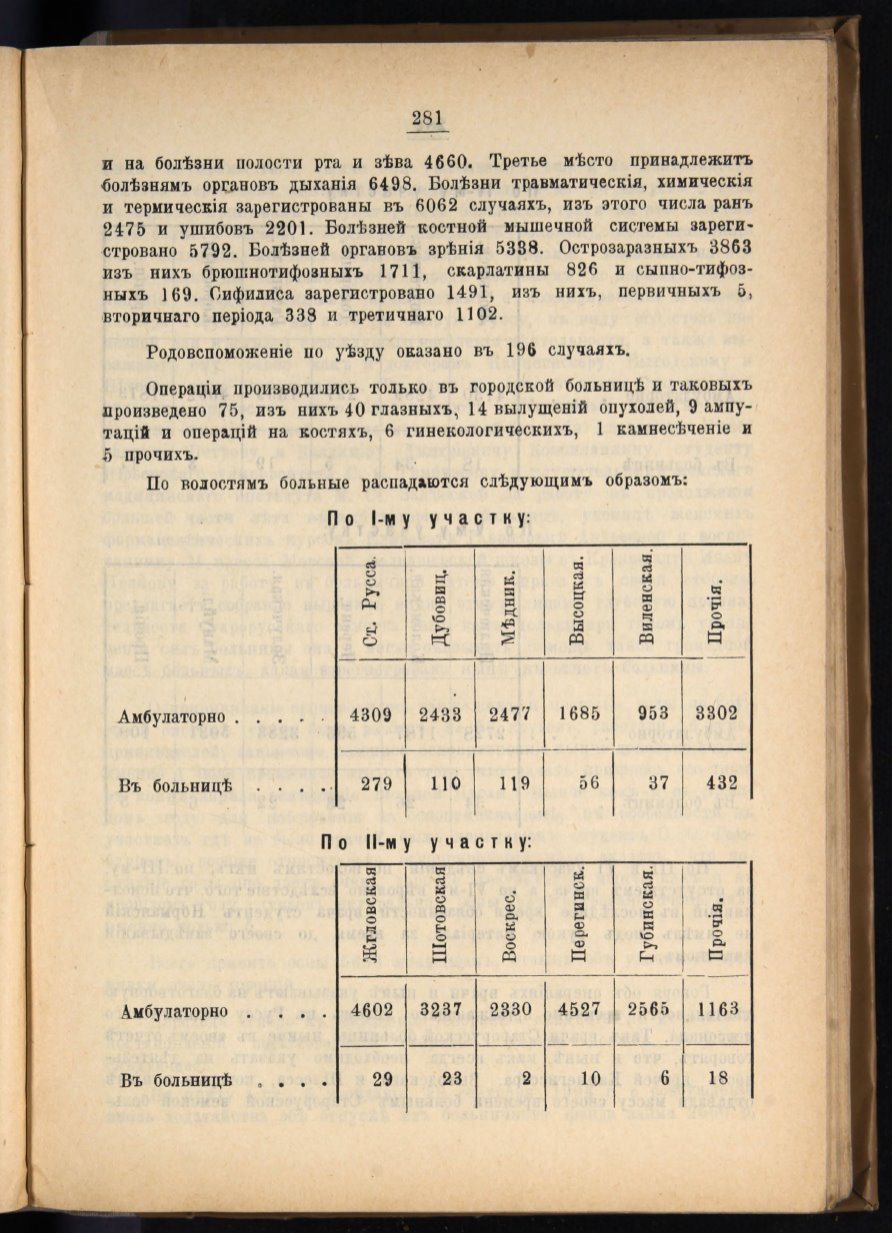 281
и на болѣзни полости рта и зѣва 4660. Третье мѣсто принадлежитъ
болѣзнямъ органовъ дыханія 6498. Болѣзни травматическія, химическія
и термическія зарегистрованы въ 6062 случаяхъ, изъ этого числа ранъ
2475 и ушибовъ 2201. Болѣзней костной мышечной системы зареги-
стровано 5792. Болѣзней органовъ зрѣнія 5338. Острозаразныхъ 3863
изъ нихъ брюшнотифозныхъ 1711, скарлатины 826 и сыпно-тифоз-
ныхъ 169. Сифилиса зарегистровано 1491, изъ нихъ, первичныхъ 5,
вторичнаго періода 338 и третичнаго 1102.
Родовспоможеніе по уѣзду оказано въ 196 случаяхъ.
Операціи производились только въ городской больницѣ и таковыхъ
произведено 75, изъ нихъ 40 глазныхъ, 14 вылущеній опухолей, 9 ампу-
тацій и операцій на костяхъ, 6 гинекологическихъ, 1 камнесѣченіе и
5 прочихъ.
По волостямъ больные распадаются слѣдующимъ образомъ:
По I-му участку:
Ст. Русса. Дубовиц. Мѣдник. Высоцкая. Виленская. Прочія.
Амбулаторно . . . . . 4309 2433 2477 1685 953 3302
Въ больницѣ . . . . 279 110 119 56 37 432
По II-му участку:
Жгловская Шотовская Воскрес. Перегинск. Губинская. Прочія.
Амбулаторно . . . . 4602 3237 2330 4527 2565 1163
Въ больницѣ . . . . 29 23 2 10 6 18